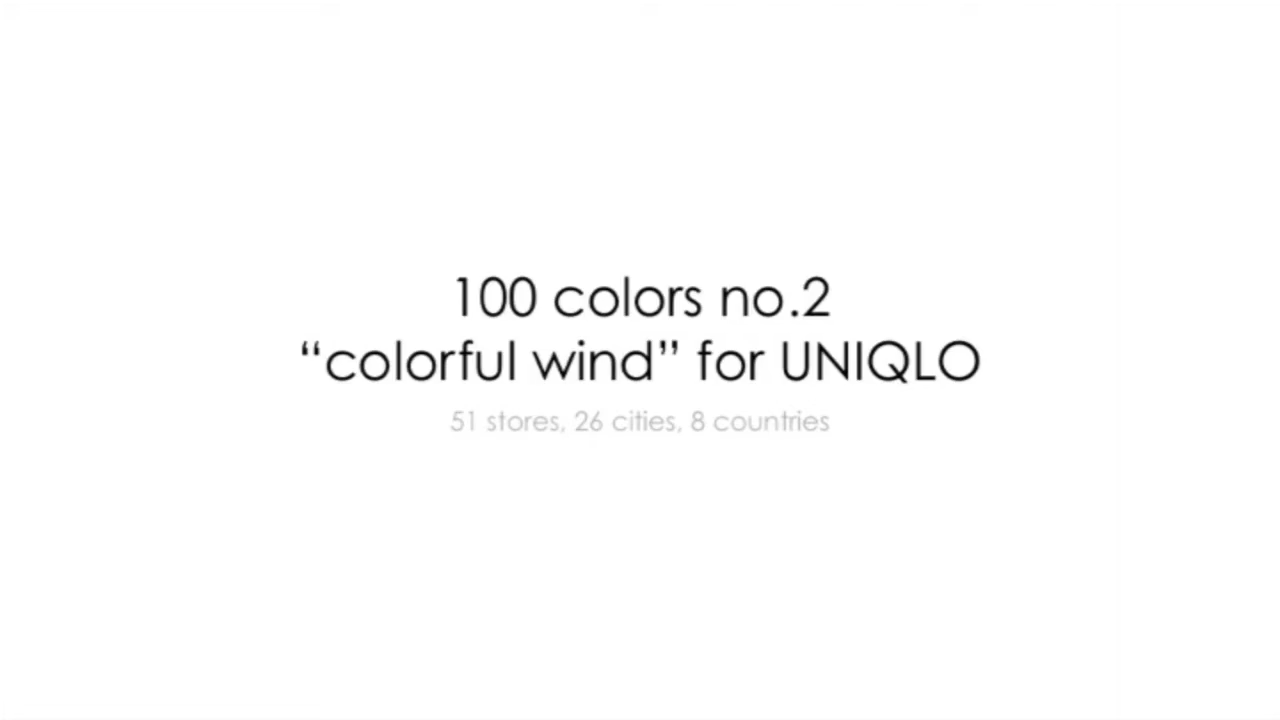 100 colors no.2
“colorful wind” for UNIQLO
51 stores, 26 cities, 8 countries